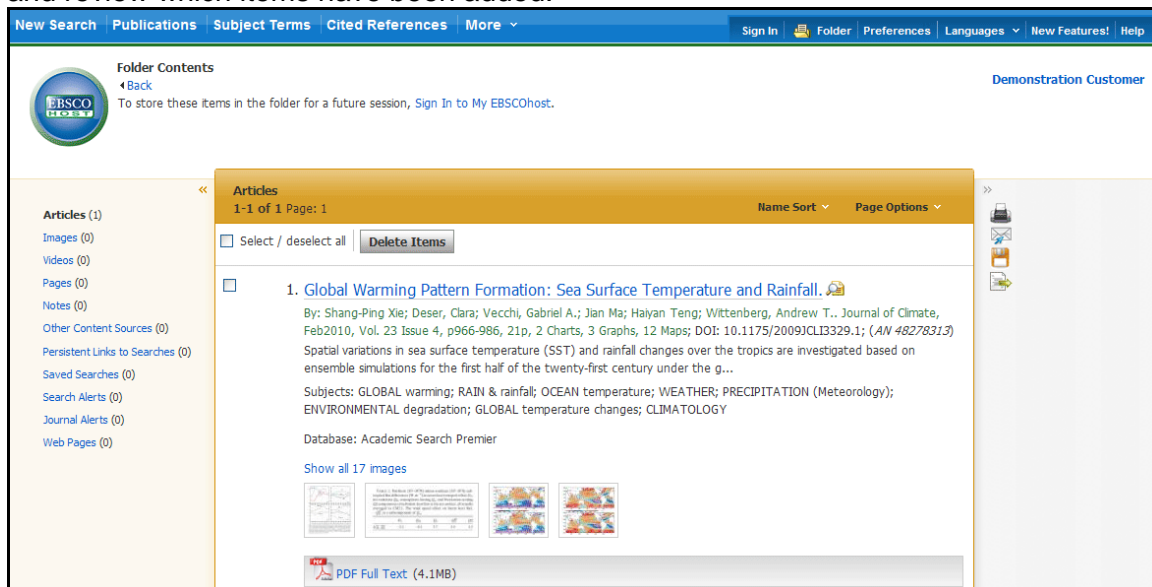 and review which items have been added.
New Search Publications Subject Terms Cited References More
Sign In Folder Preferences Languages New Features! Help
Folder Contents
Back
To store these items in the folder for a future session, Sign In to My EBSCOhost.
Demonstration Customer
EBSCO
HOST
Articles (1)
Images (0)
Videos (0)
Pages (0)
Notes (0)
Other Content Sources (0)
Persistent Links to Searches (0)
Saved Searches (0)
Search Alerts (0)
Journal Alerts (0)
Web Pages (0)
Articles
1-1 of 1 Page: 1
Name Sort Page Options
Select / deselect all Delete Items
1. Global Warming Pattern Formation: Sea Surface Temperature and Rainfall.
By: Shang-Ping Xie; Deser, Clara; Vecchi, Gabriel A.; Jian Ma; Haiyan Teng; Wittenberg, Andrew T.. Journal of Climate,
Feb2010, Vol. 23 Issue 4, p966-986, 21p, 2 Charts, 3 Graphs, 12 Maps; DOI: 10.1175/2009JCLI3329.1; (AN 48278313)
Spatial variations in sea surface temperature (SST) and rainfall changes over the tropics are investigated based on
ensemble simulations for the first half of the twenty-first century under the g...
Subjects: GLOBAL warming; RAIN & rainfall; OCEAN temperature; WEATHER; PRECIPITATION (Meteorology);
ENVIRONMENTAL degradation; GLOBAL temperature changes; CLIMATOLOGY
Database: Academic Search Premier
Show all 17 images
PDF Full Text (4.1MB)